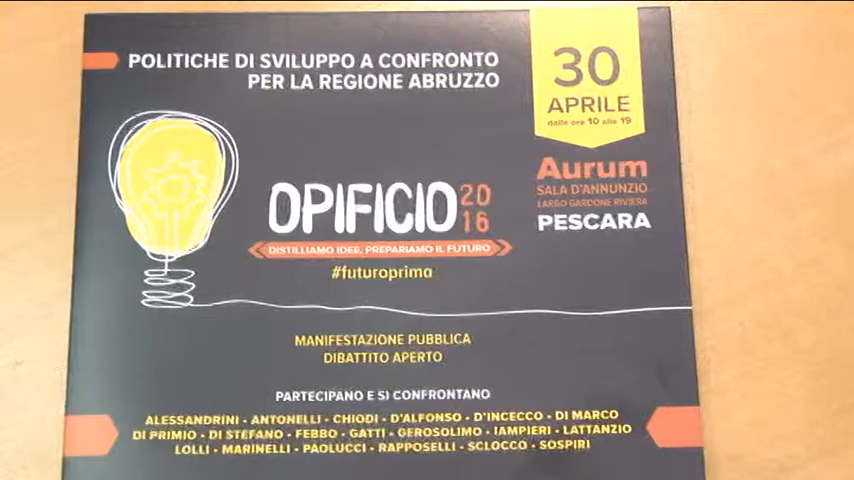 POLITICHE DI SVILUPPO A CONFRONTO
PER LA REGIONE ABRUZZO
30
APRILE
dalle ore 10 alle 19
Aurum
SALA D'ANNUNZIO
LARGO GARDONE RIVIERA
PESCARA
OPIFICIO 2016
DISTILLIAMO IDEE, PREPARIAMO IL FUTURO
#futuroprima
MANIFESTAZIONE PUBBLICA
DIBATTITO APERTO
PARTECIPANO E SI CONFRONTANO
ALESSANDRINI - ANTONELLI - CHIODI - D'ALFONSO - D'INCECCO - DI MARCO
DI PRIMIO - DI STEFANO - FEBBO - GATTI - GEROSOLIMO - IAMPIERI - LATTANZIO
LOLLI - MARINELLI - PAOLUCCI - RAPPOSELLI - SCLOCCO - SOSPIRI